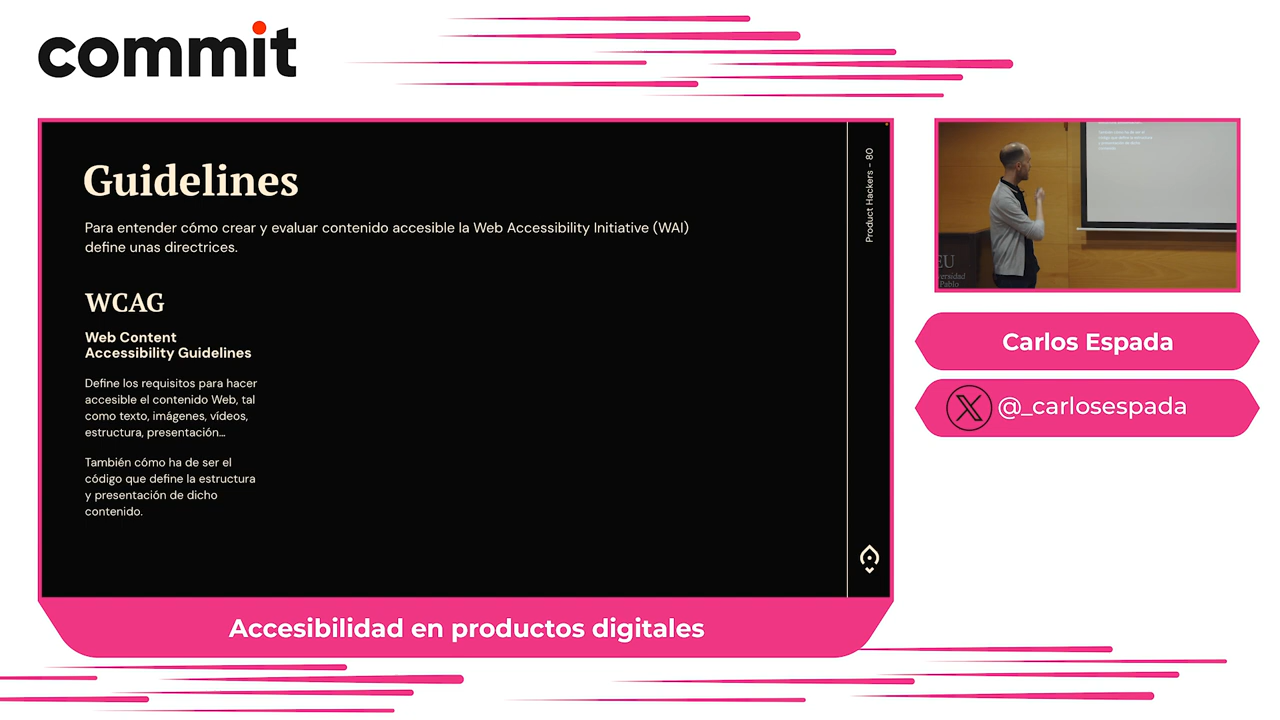 commit
Guidelines
Para entender cómo crear y evaluar contenido accesible la Web Accessibility Initiative (WAI)
define unas directrices.
WCAG
Web Content
Accessibility Guidelines
Define los requisitos para hacer
accesible el contenido Web, tal
como texto, imágenes, vídeos,
estructura, presentación...
También cómo ha de ser el
código que define la estructura
y presentación de dicho
contenido.
Product Hackers - 80
EU
versidad
Pablo
Carlos Espada
@_carlosespada
Accesibilidad en productos digitales